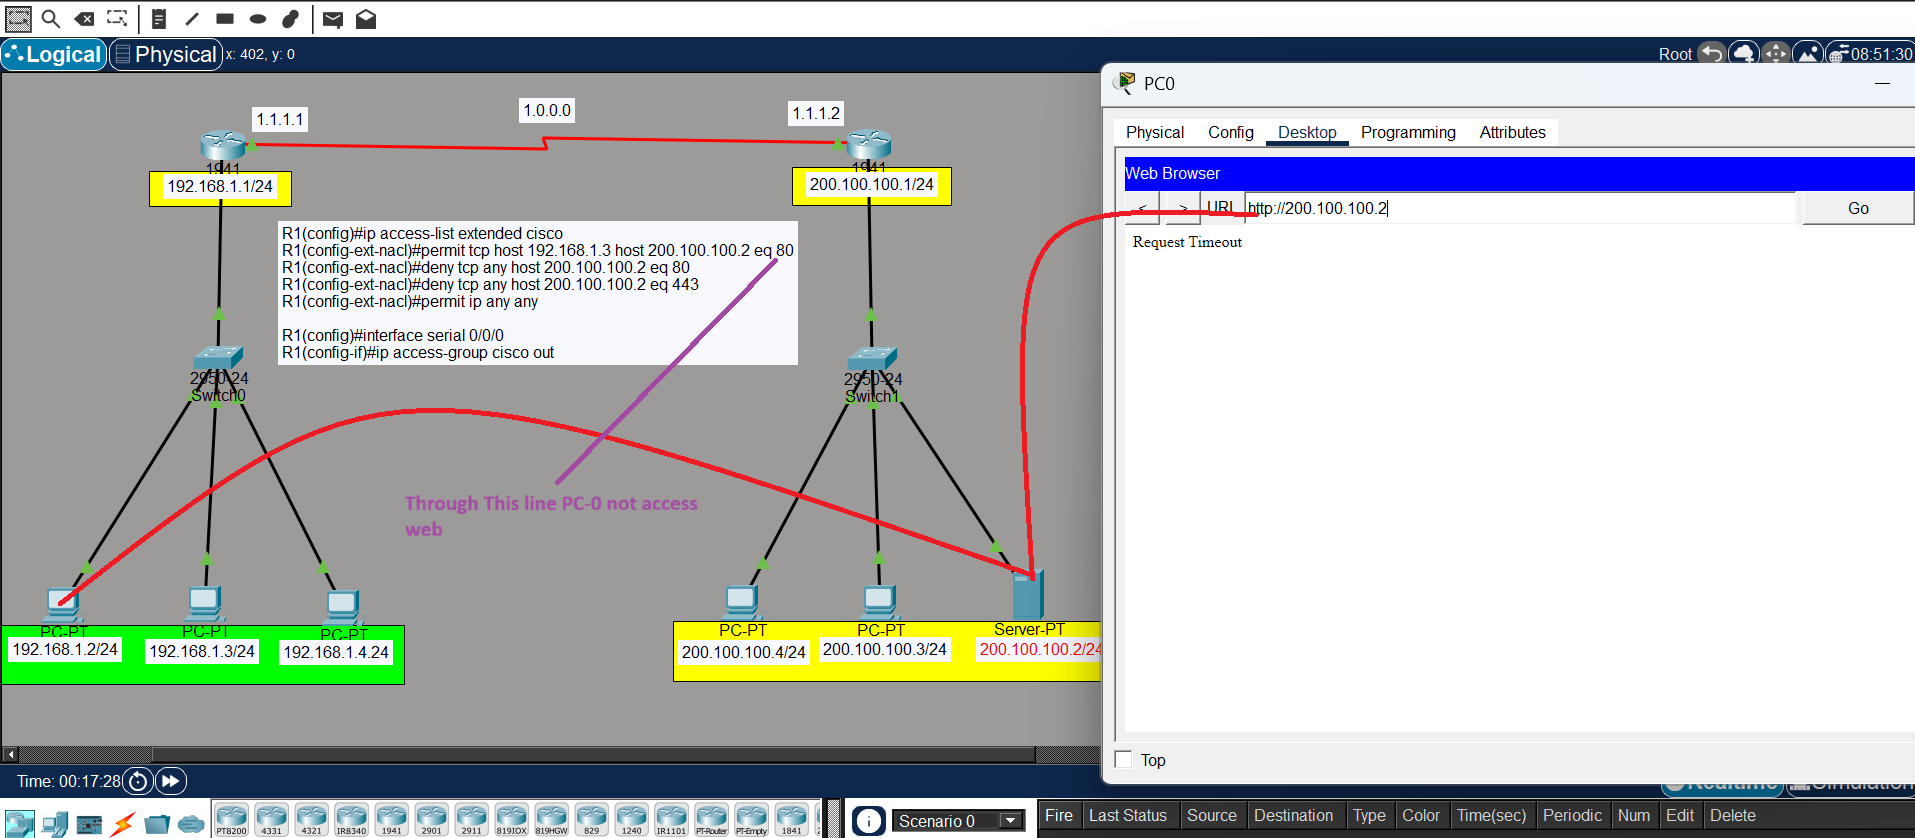 Logical
Physical
x: 402, y: 0
Root
08:51:30
1.1.1.1
1.0.0.0
1.1.1.2
1941
192.168.1.1/24
1941
200.100.100.1/24
R1(config)#ip access-list extended cisco
R1(config-ext-nacl)#permit tcp host 192.168.1.3 host 200.100.100.2 eq 80
R1(config-ext-nacl)#deny tcp any host 200.100.100.2 eq 80
R1(config-ext-nacl)#deny tcp any host 200.100.100.2 eq 443
R1(config-ext-nacl)#permit ip any any
R1(config)#interface serial 0/0/0
R1(config-if)#ip access-group cisco out
2950-24
Switch0
2950-24
Switch1
Through This line PC-0 not access
web
PC-PT
192.168.1.2/24
PC-PT
192.168.1.3/24
PC-PT
192.168.1.4.24
PC-PT
200.100.100.4/24
PC-PT
200.100.100.3/24
Server-PT
200.100.100.2/24
PC0
Physical
Config
Desktop
Programming
Attributes
Web Browser
<
>
URL
http://200.100.100.2
Go
Request Timeout
Top
Time: 00:17:28
Realtime
Simulation
PT8200
4331
4321
IR8340
1941
2901
2911
819IOX
819HGW
829
1240
IR1101
PT-Router
PT-Empty
1841
Scenario 0
Fire
Last Status
Source
Destination
Type
Color
Time(sec)
Periodic
Num
Edit
Delete